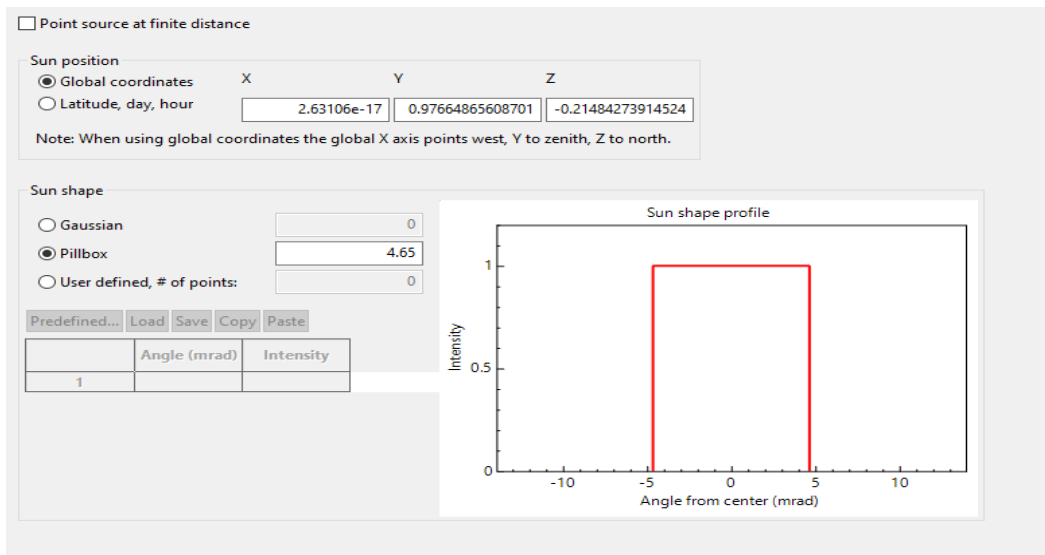 Point source at finite distance
Sun position
Global coordinates X Y Z
Latitude, day, hour 2.63106e-17 0.97664865608701 -0.21484273914524
Note: When using global coordinates the global X axis points west, Y to zenith, Z to north.
Sun shape
Gaussian 0
Pillbox 4.65
User defined, # of points: 0
Predefined... Load Save Copy Paste
Angle (mrad) Intensity
1
Sun shape profile
1
0.5
0
Intensity
-10 -5 0 5 10
Angle from center (mrad)